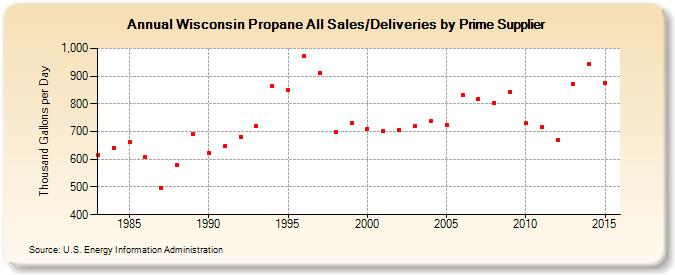 Annual Wisconsin Propane All Sales/Deliveries by Prime Supplier
Thousand Gallons per Day
1,000
900
800
700
600
500
400
1985 1990 1995 2000 2005 2010 2015
Source: U.S. Energy Information Administration